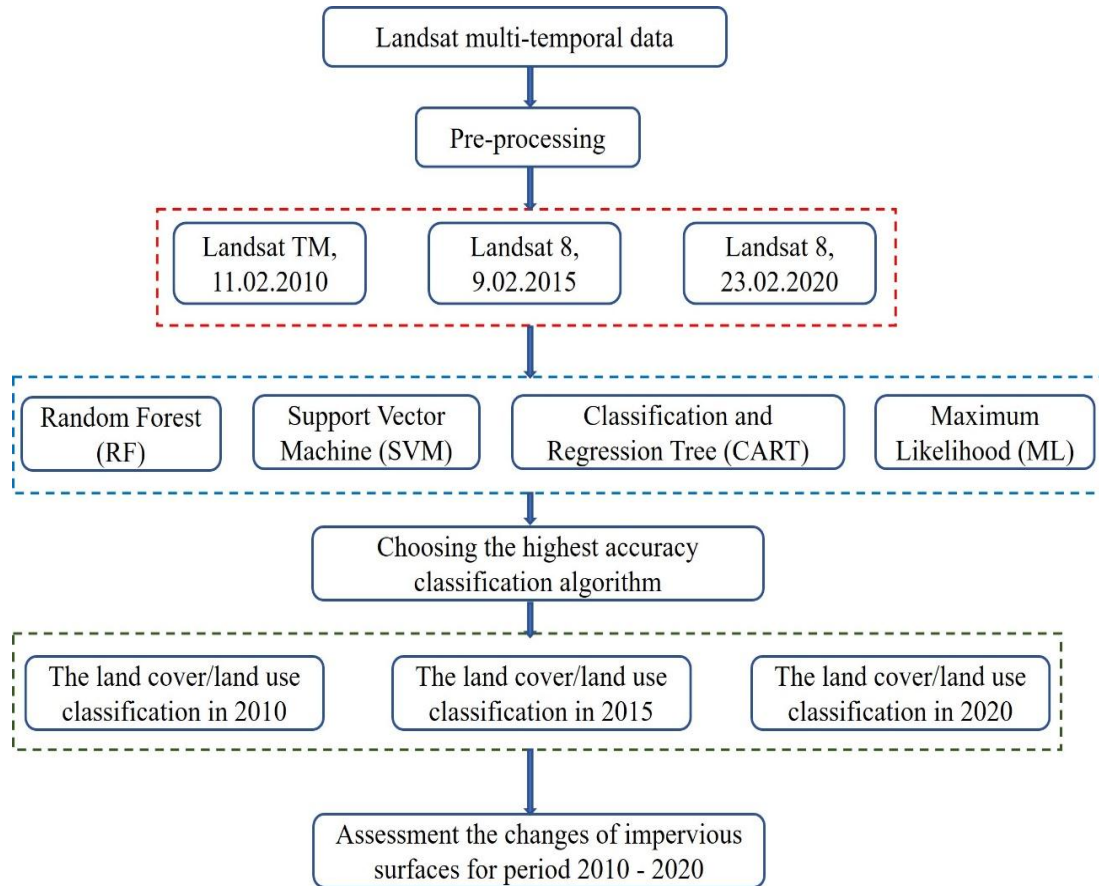 Landsat multi-temporal data
Pre-processing
Landsat TM,
11.02.2010
Landsat 8,
9.02.2015
Landsat 8,
23.02.2020
Random Forest
(RF)
Support Vector
Machine (SVM)
Classification and
Regression Tree (CART)
Maximum
Likelihood (ML)
Choosing the highest accuracy
classification algorithm
The land cover/land use
classification in 2010
The land cover/land use
classification in 2015
The land cover/land use
classification in 2020
Assessment the changes of impervious
surfaces for period 2010 - 2020